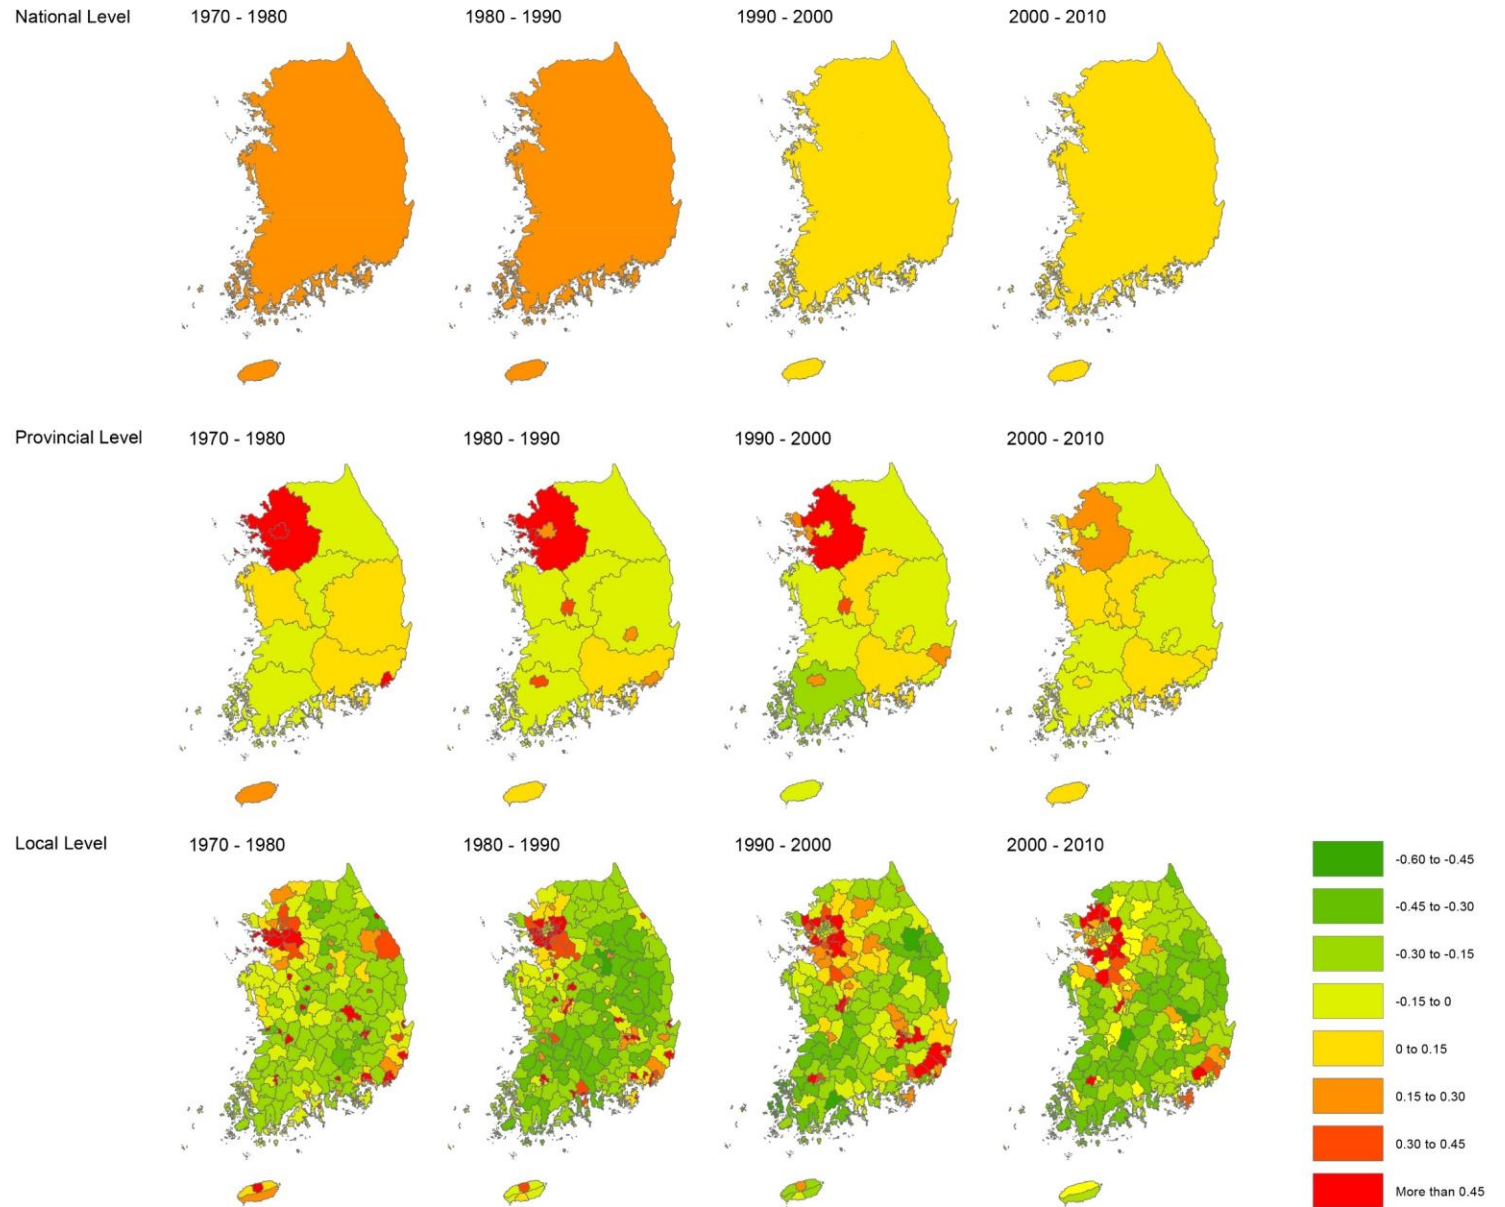 National Level 1970 - 1980 1980 - 1990 1990 - 2000 2000 - 2010
Provincial Level 1970 - 1980 1980 - 1990 1990 - 2000 2000 - 2010
Local Level 1970 - 1980 1980 - 1990 1990 - 2000 2000 - 2010
-0.60 to -0.45
-0.45 to -0.30
-0.30 to -0.15
-0.15 to 0
0 to 0.15
0.15 to 0.30
0.30 to 0.45
More than 0.45